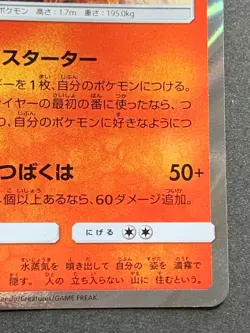 ポケモン 高さ：1.7m 重さ：195.0kg
スターター
ーを1枚、自分のポケモンにつける。
イヤーの最初の番に使ったなら、つ
り、自分のポケモンに好きなように
つばくは 50+
個以上あるなら、60ダメージ追加。
にげる
水蒸気を 噴き出して 自分の 姿を 濃霧で
隠す。人の 立ち入らない 山に 住むという。
/Creatures/GAME FREAK.